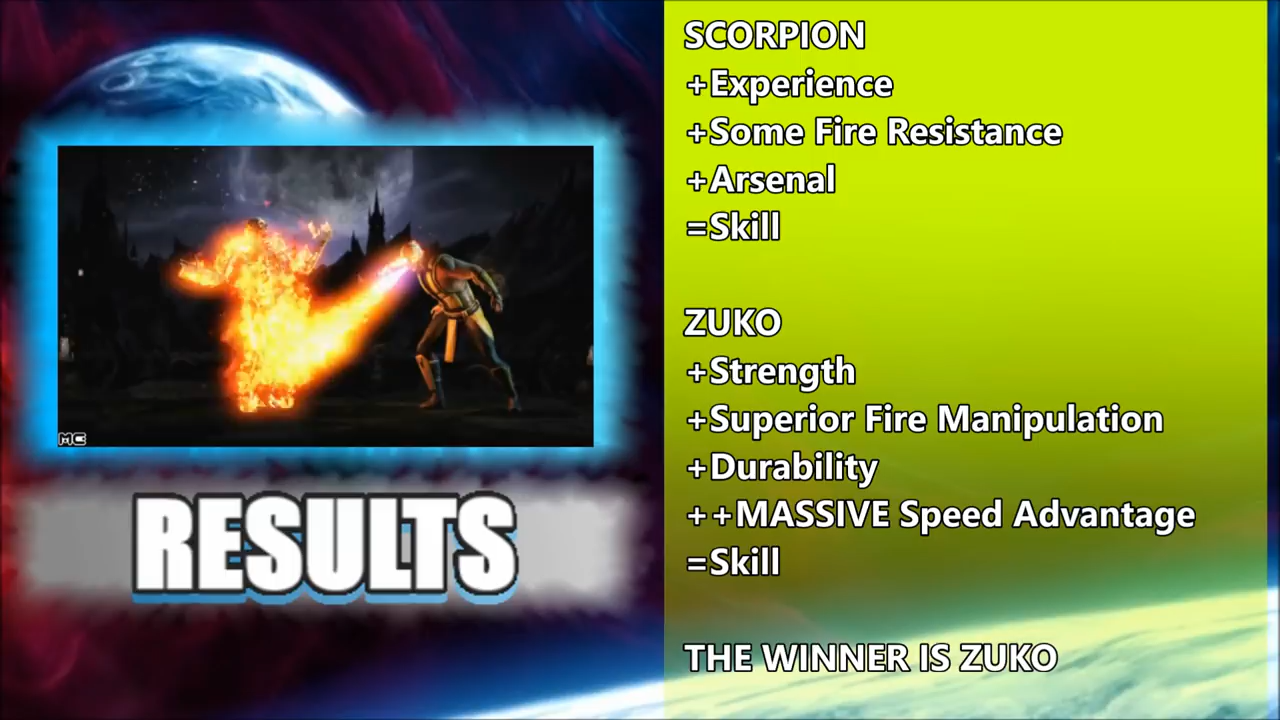 SCORPION
+Experience
+Some Fire Resistance
+Arsenal
=Skill
ZUKO
+Strength
+Superior Fire Manipulation
+Durability
++MASSIVE Speed Advantage
=Skill
THE WINNER IS ZUKO
MC
RESULTS